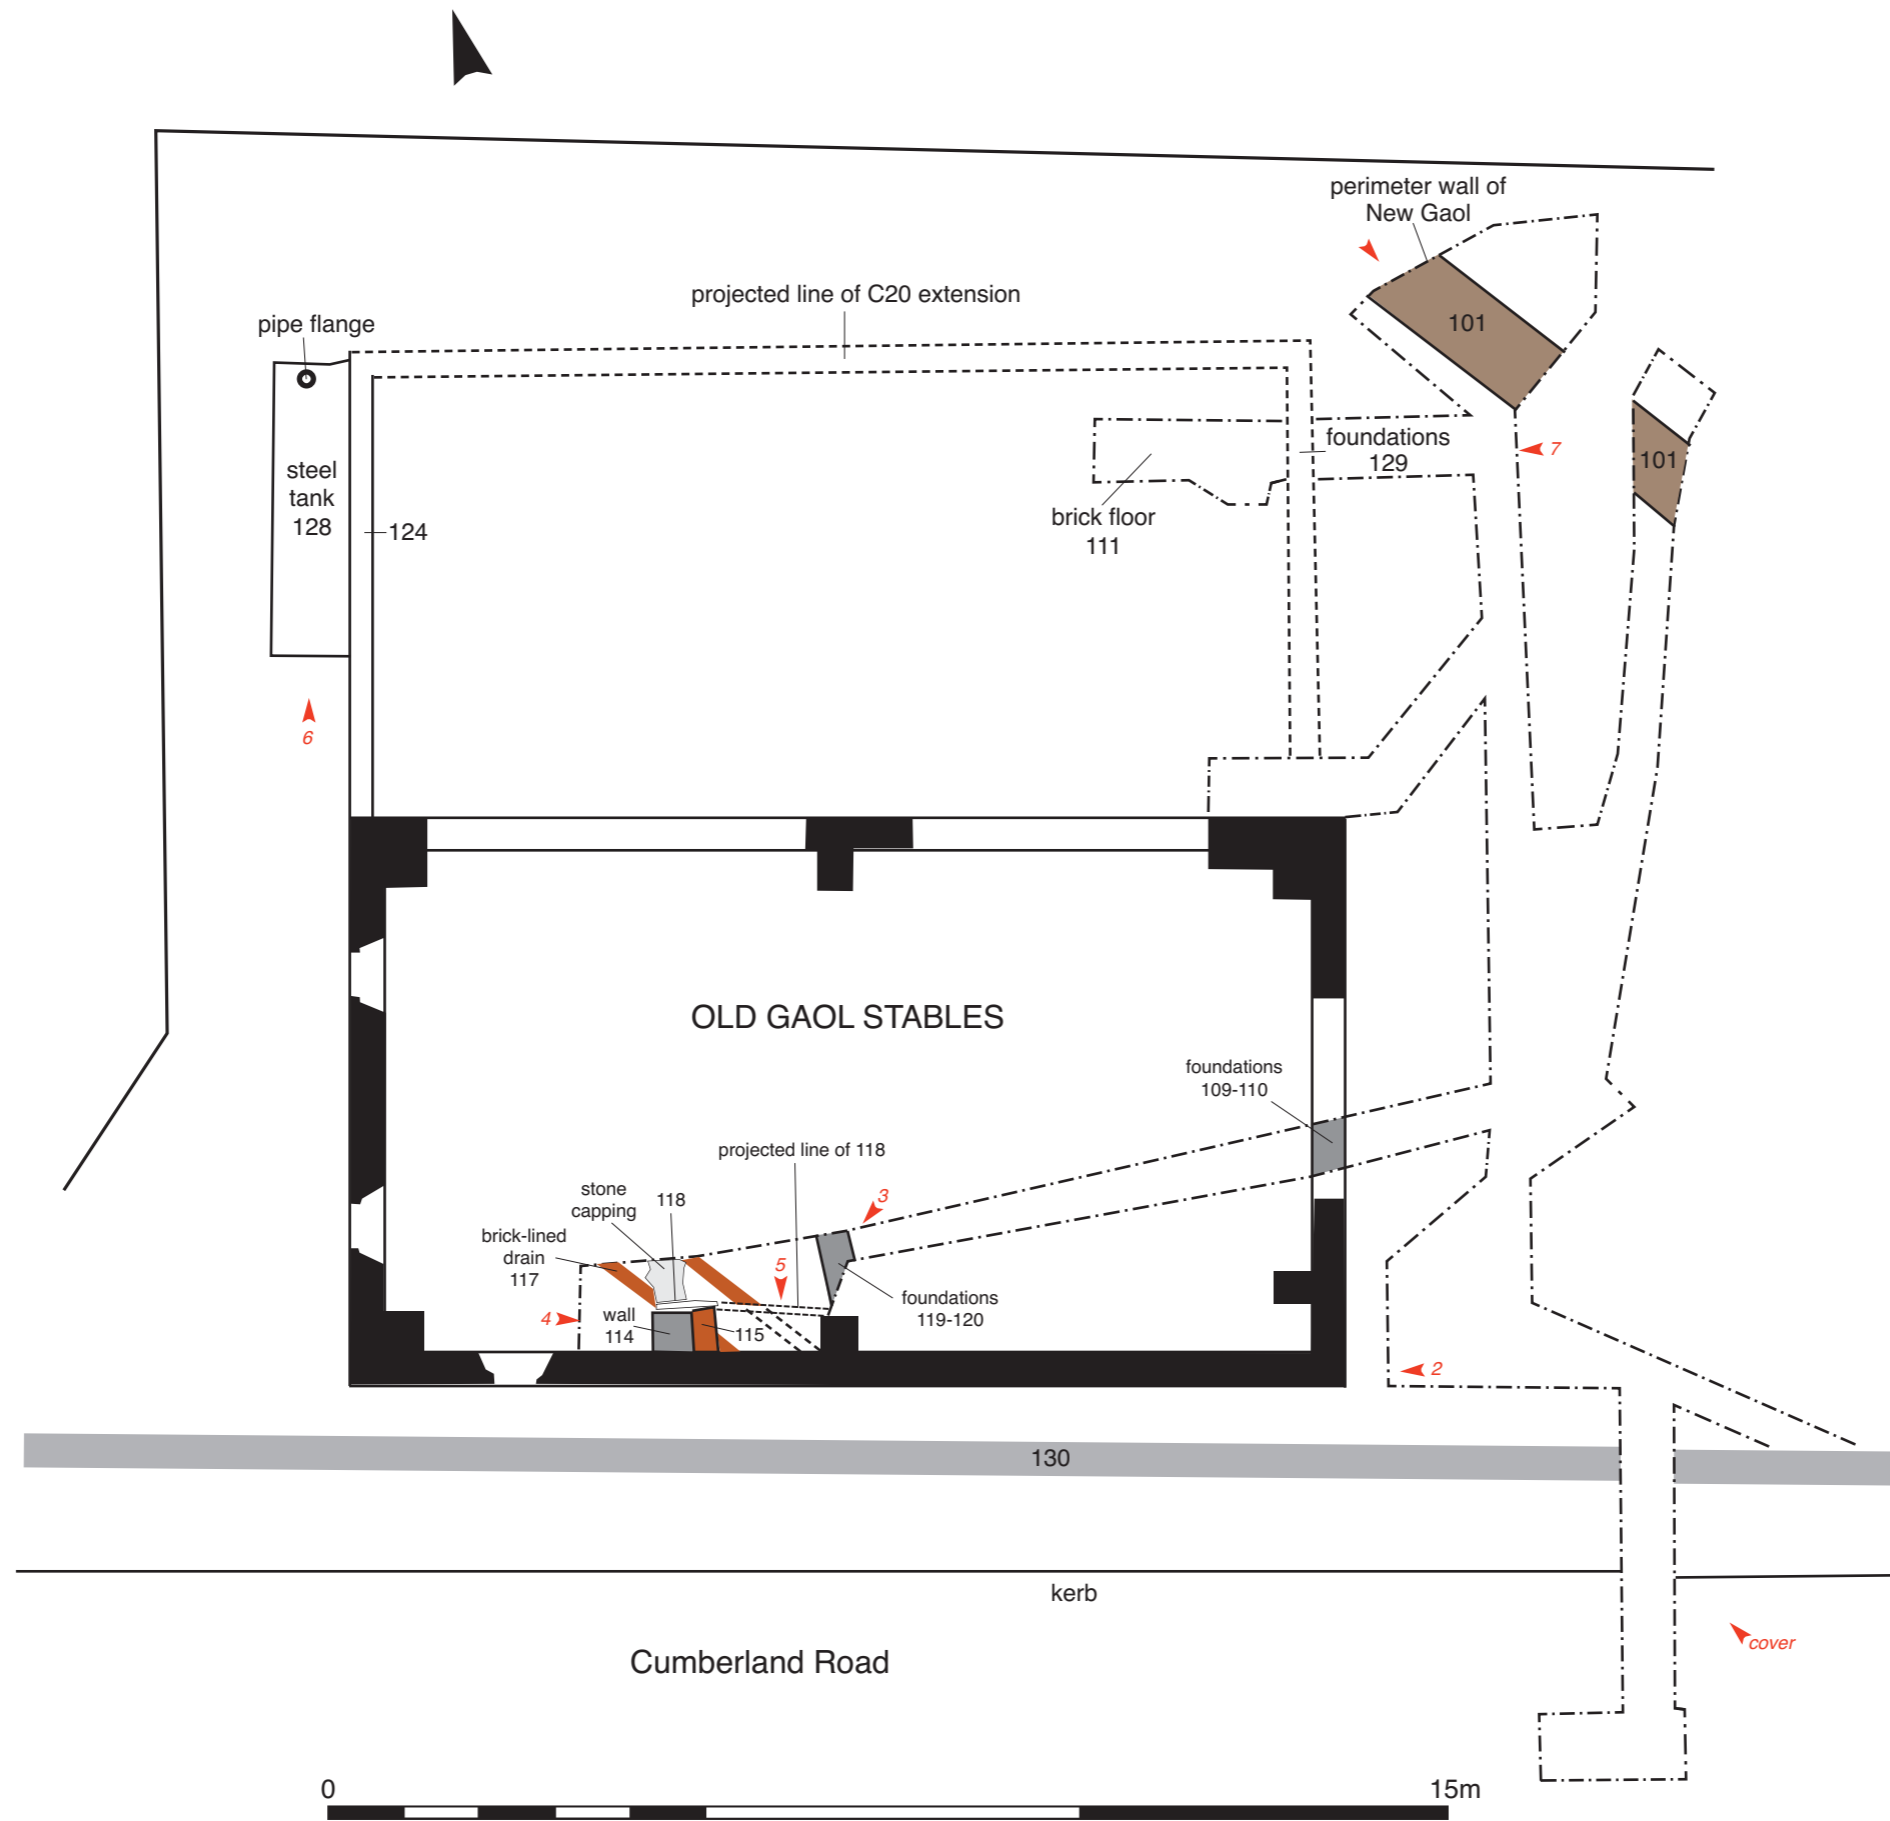 perimeter wall of
New Gaol
projected line of C20 extension
pipe flange
101
foundations
129
7
101
steel
tank
128
124
brick floor
111
6
OLD GAOL STABLES
foundations
109-110
projected line of 118
stone
capping
118
3
brick-lined
drain
117
5
foundations
119-120
4
wall
114
115
2
130
kerb
cover
Cumberland Road
0
15m